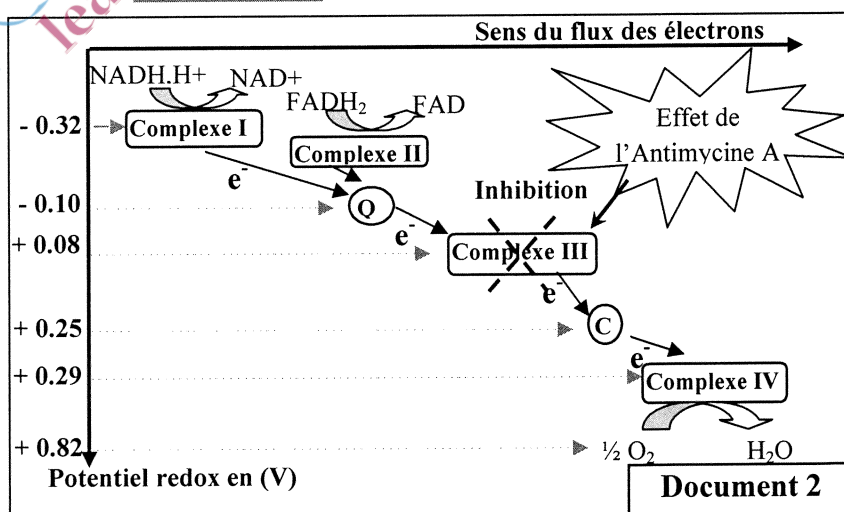 lea
Sens du flux des électrons
NADH.H+ NAD+
FADH₂ FAD
Effet de
l'Antimycine A
- 0.32
Complexe I
Complexe II
e⁻
Inhibition
- 0.10
Q
+ 0.08
e⁻
Complexe III
e⁻
+ 0.25
C
e⁻
+ 0.29
Complexe IV
+ 0.82
½ O₂ H₂O
Potentiel redox en (V)
Document 2